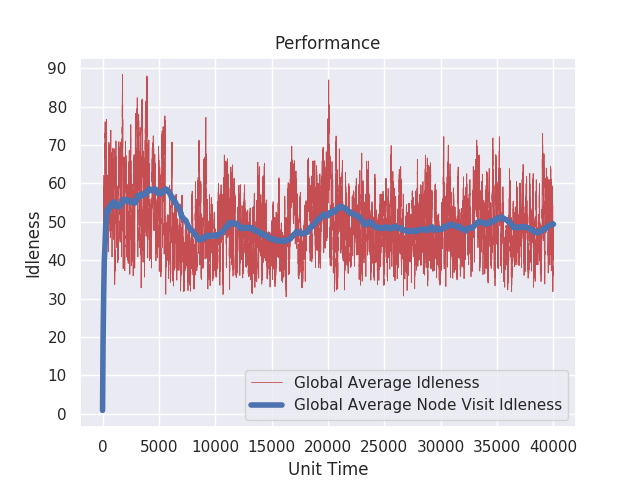 Performance
90
80
70
60
50
40
30
20
10
0
Idleness
Global Average Idleness
Global Average Node Visit Idleness
0 5000 10000 15000 20000 25000 30000 35000 40000
Unit Time